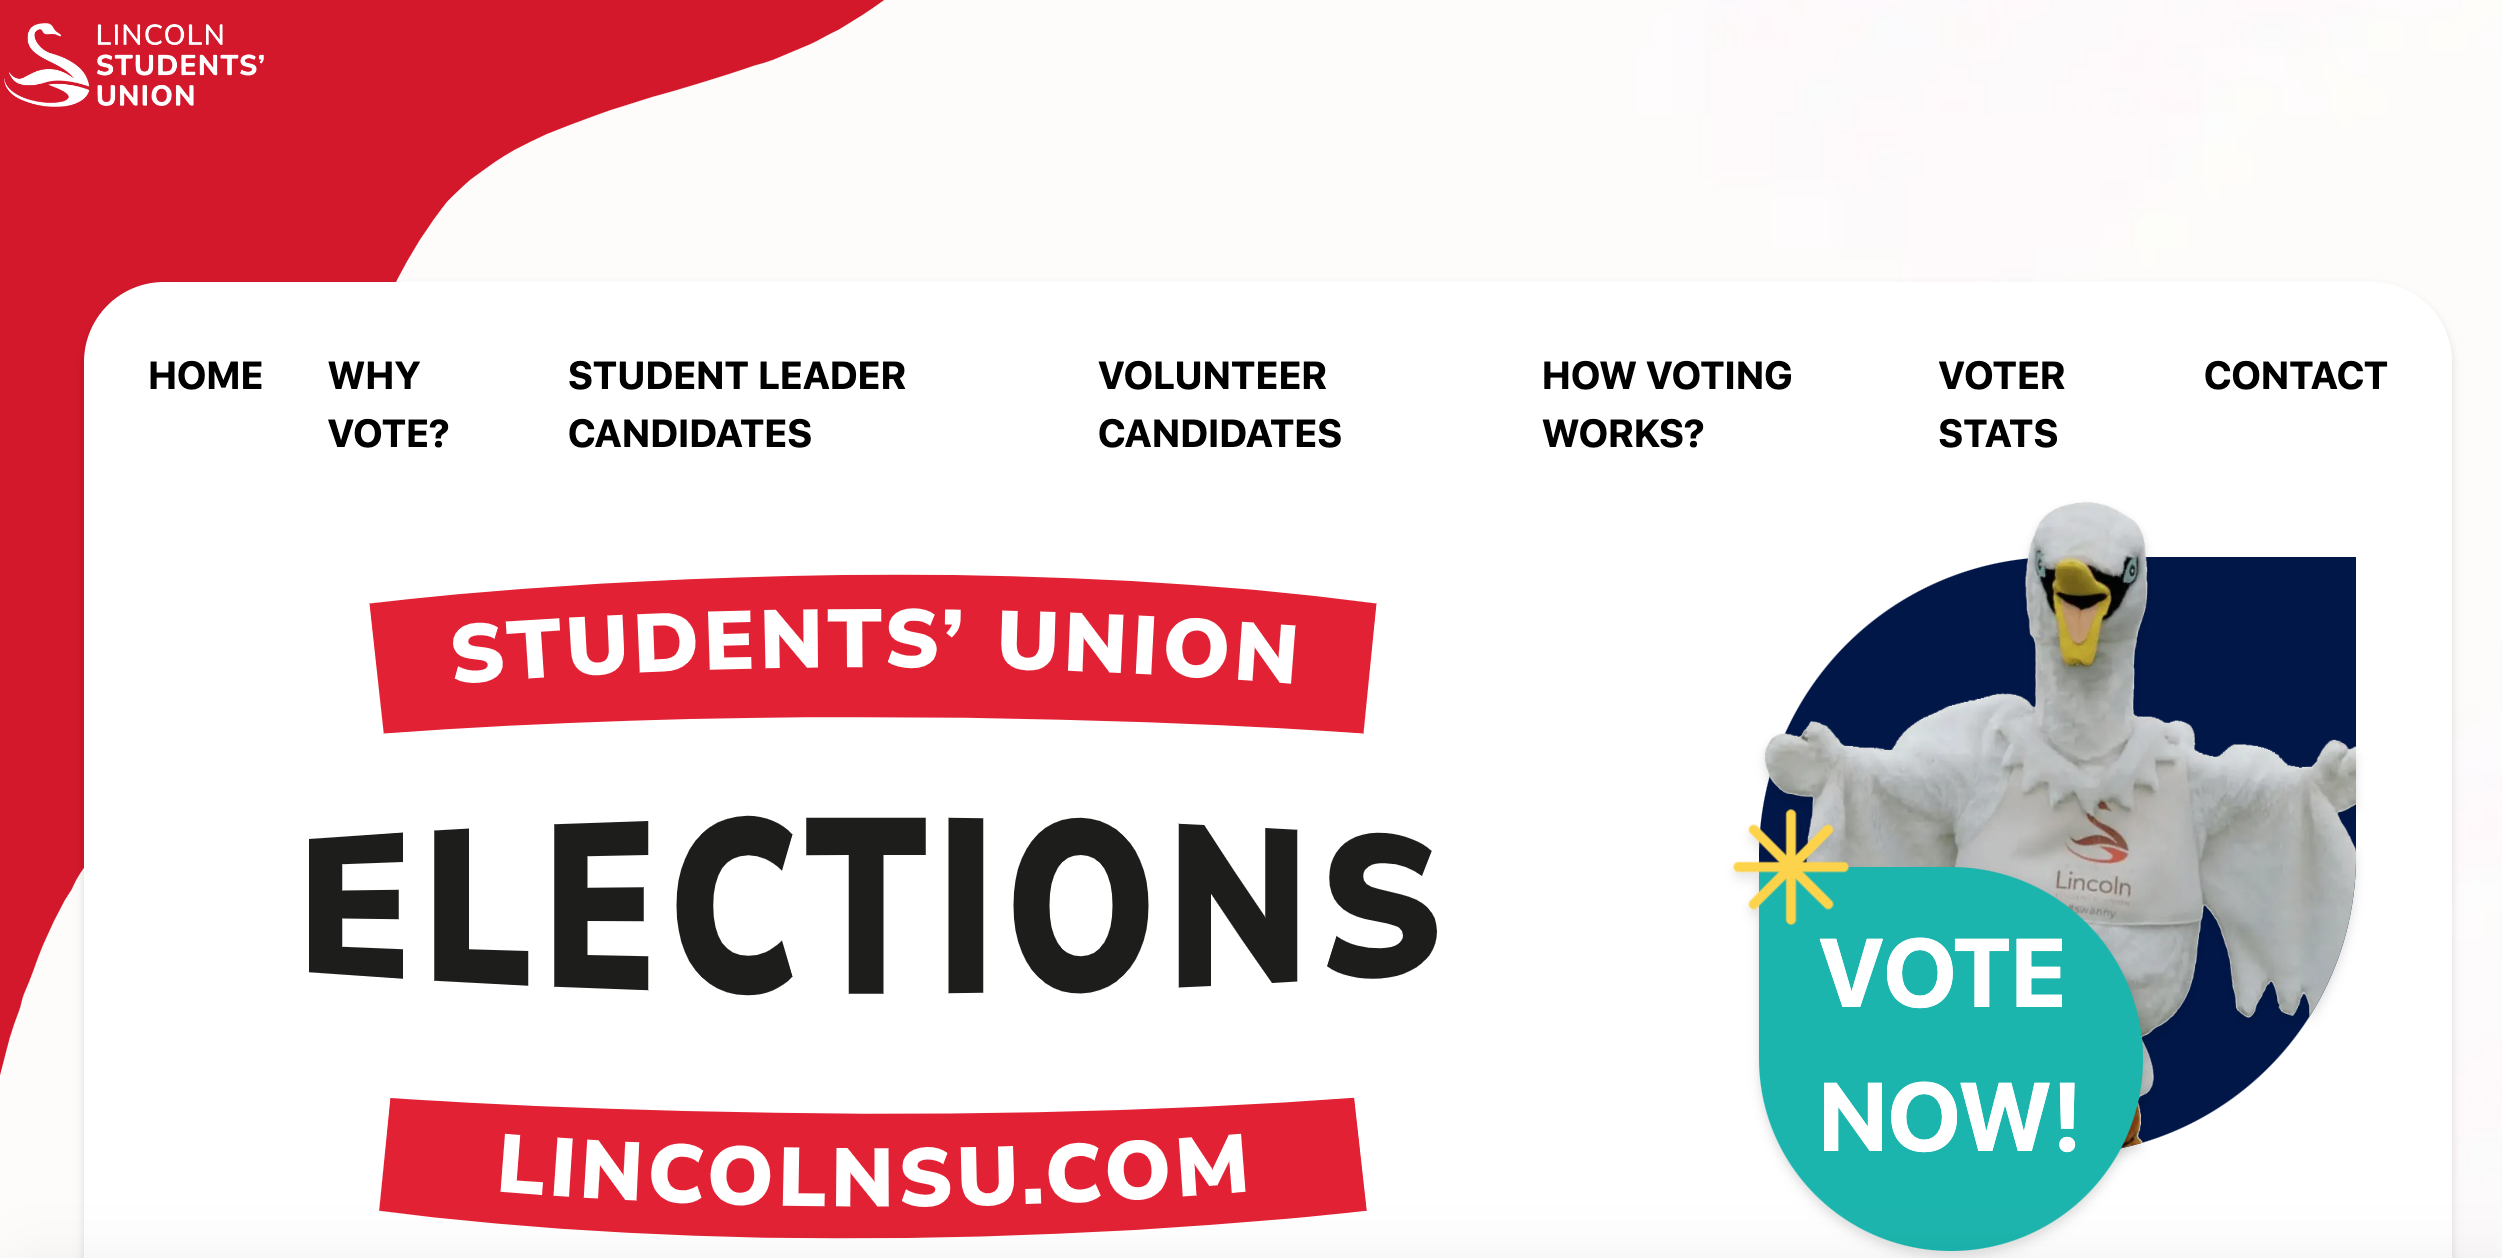 LINCOLN
STUDENTS'
UNION
HOME
WHY
VOTE?
STUDENT LEADER
CANDIDATES
VOLUNTEER
CANDIDATES
HOW VOTING
WORKS?
VOTER
STATS
CONTACT
STUDENTS' UNION
ELECTIONS
LINCOLNSU.COM
Lincoln
VOTE
NOW!